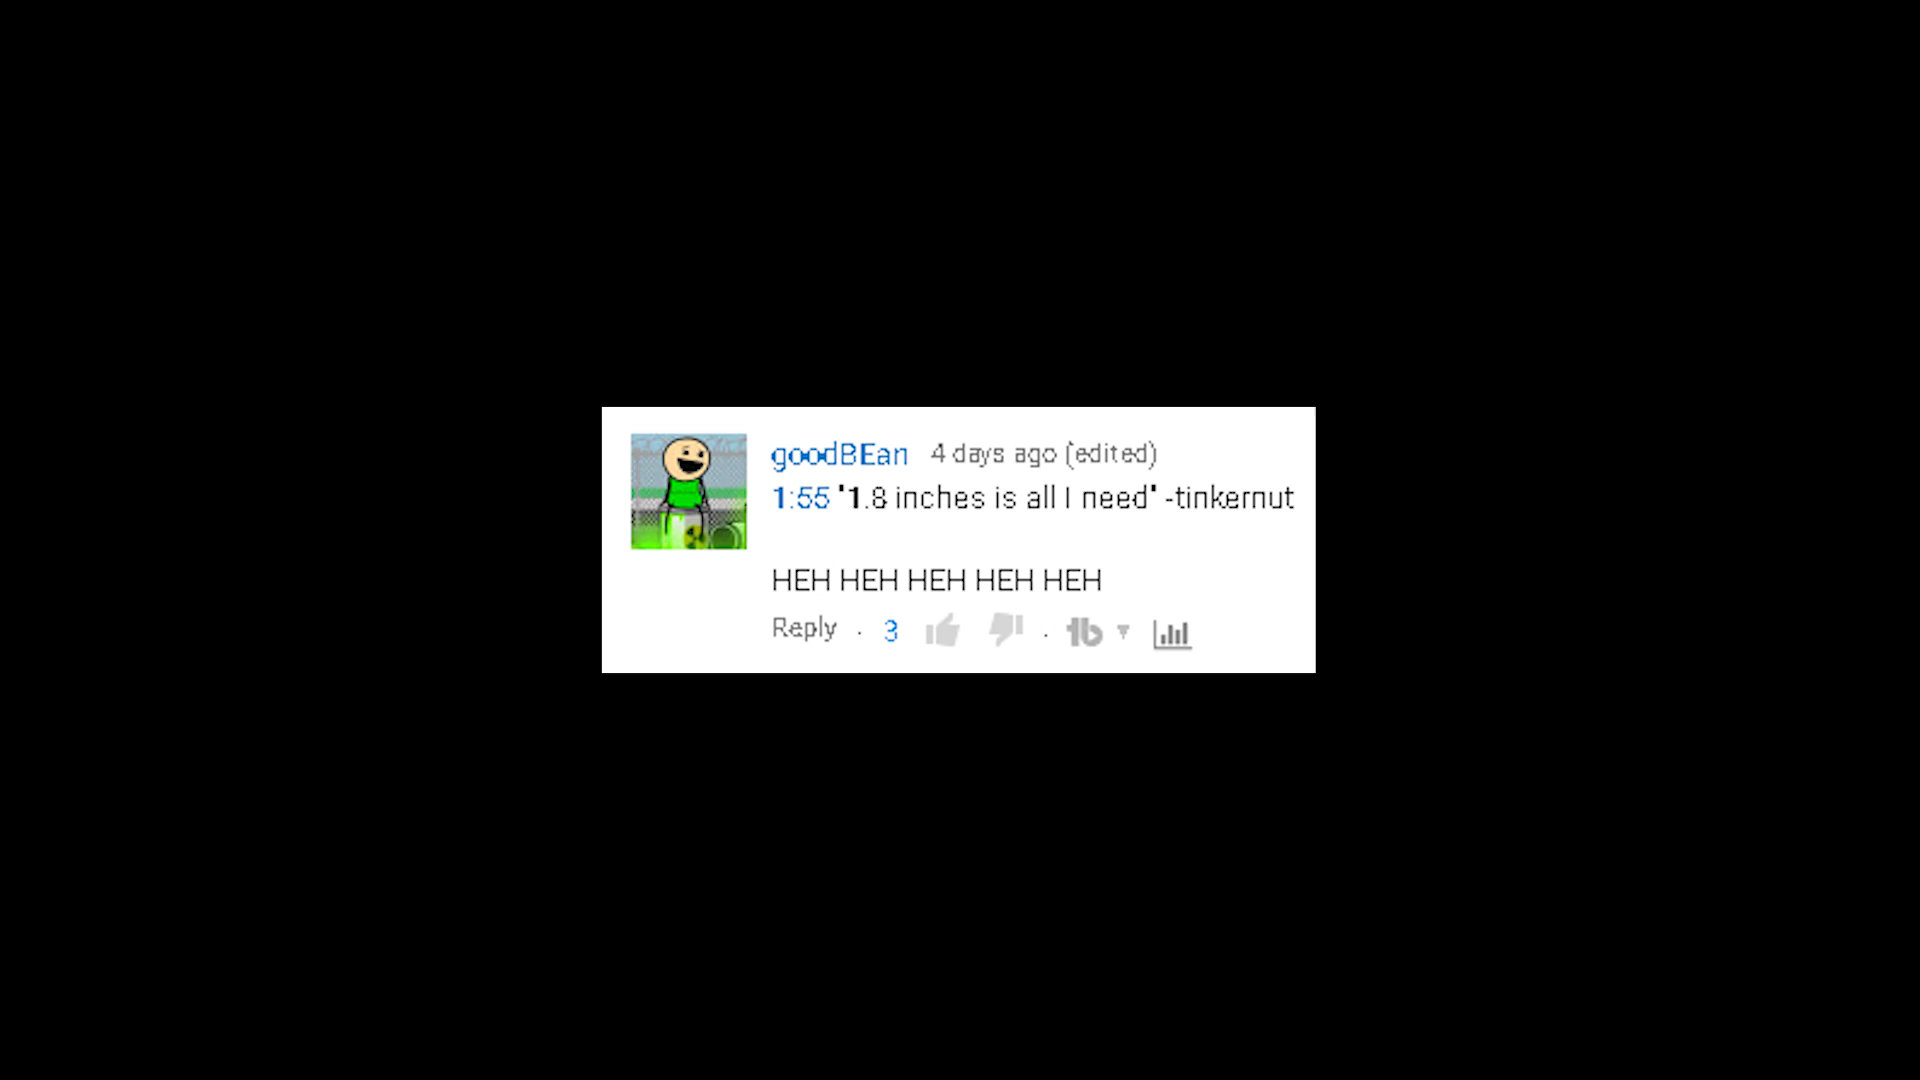 goodBEan 4 days ago (edited)
1:55 "1.8 inches is all I need" -tinkernut
HEH HEH HEH HEH HEH
Reply · 3 · tb